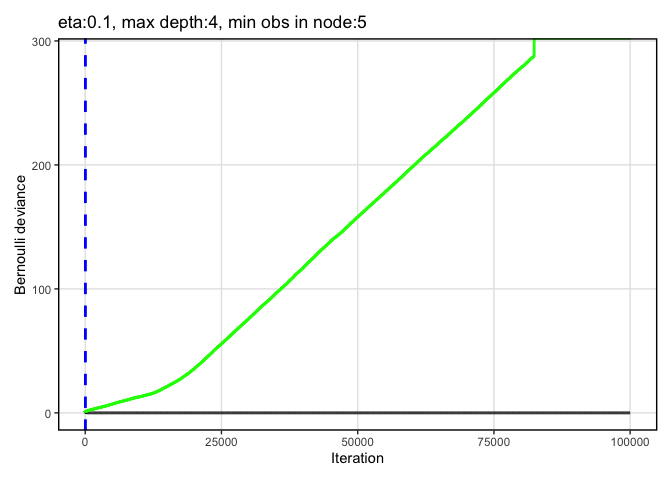 eta:0.1, max depth:4, min obs in node:5
300
200
100
0
Bernoulli deviance
0 25000 50000 75000 100000
Iteration